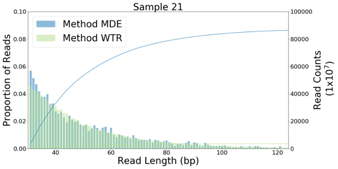 Sample 21
0.10
0.08
0.06
0.04
0.02
0.00
Proportion of Reads
Method MDE
Method WTR
40
60
80
100
120
Read Length (bp)
100000
80000
60000
40000
20000
0
Read Counts
(1x10⁷)